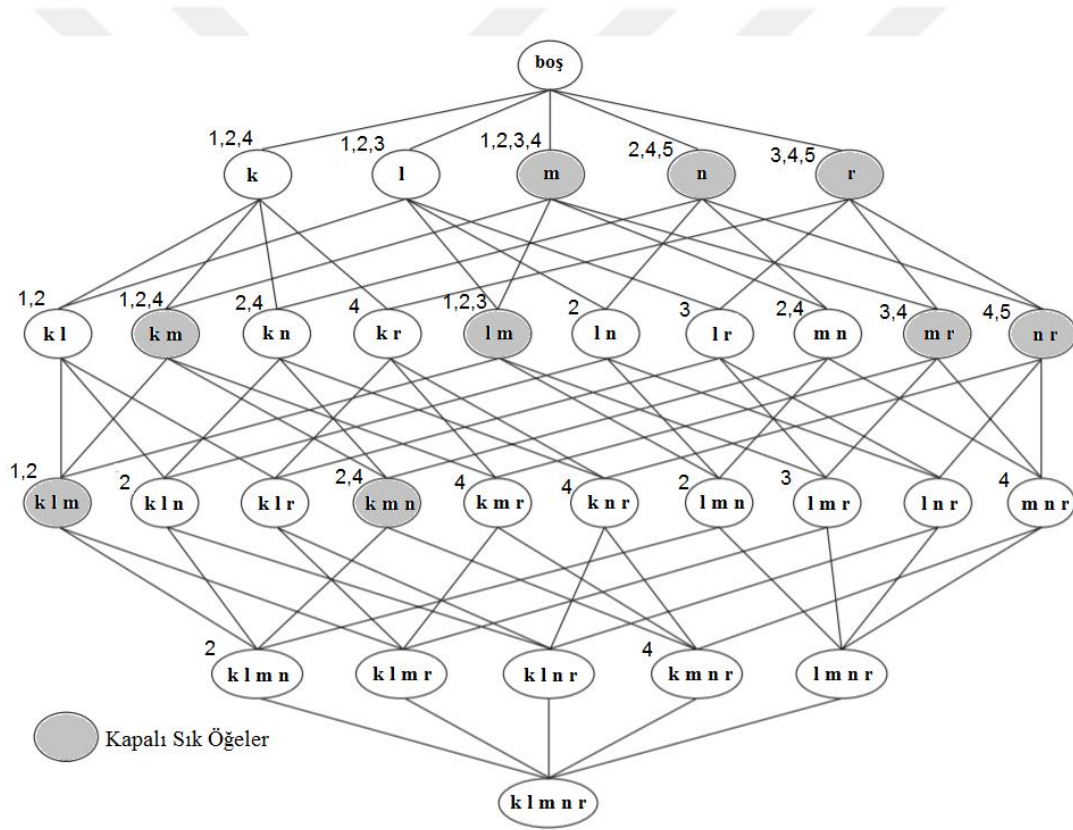 boş
1,2,4 1,2,3 1,2,3,4 2,4,5 3,4,5
k l m n r
1,2 1,2,4 2,4 4 1,2,3 2 3 2,4 3,4 4,5
k l k m k n k r l m l n l r m n m r n r
1,2 2 2,4 4 4 2 3 4
k l m k l n k l r k m n k m r k n r l m n l m r l n r m n r
2 4
k l m n k l m r k l n r k m n r l m n r
Kapalı Sık Öğeler
k l m n r